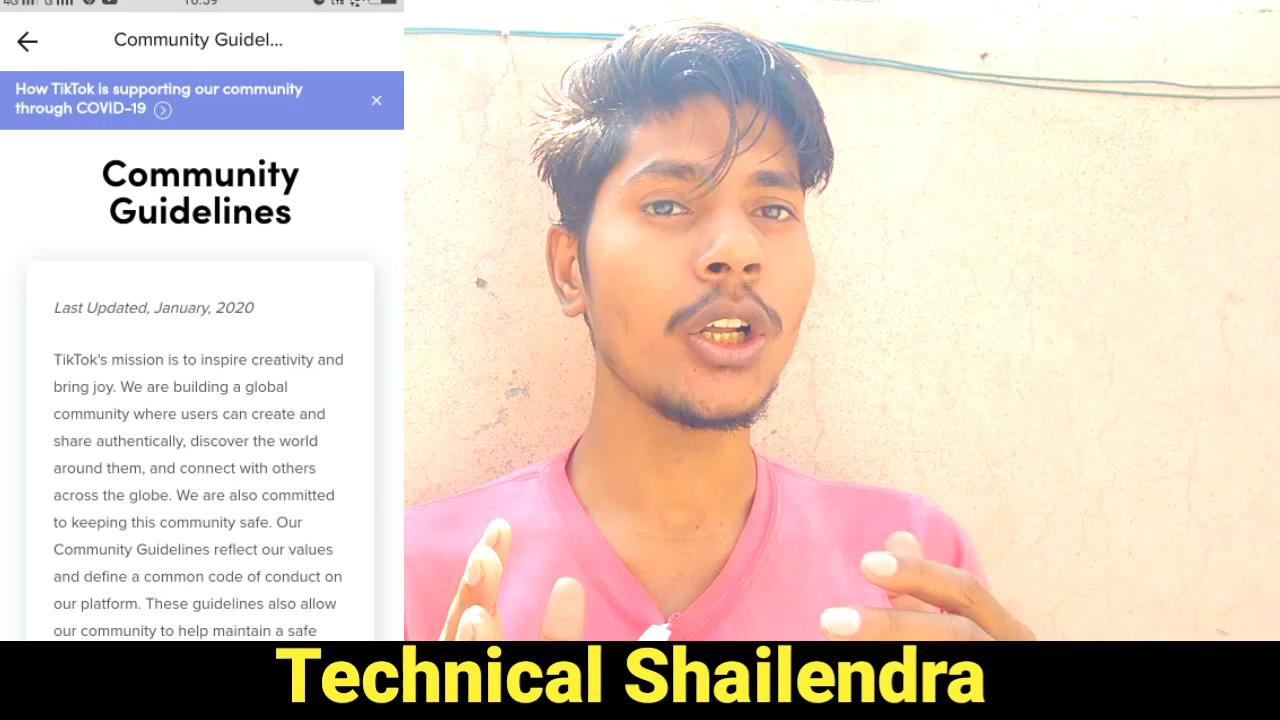 Community Guidel...
How TikTok is supporting our community
through COVID-19
Community
Guidelines
Last Updated, January, 2020
TikTok's mission is to inspire creativity and
bring joy. We are building a global
community where users can create and
share authentically, discover the world
around them, and connect with others
across the globe. We are also committed
to keeping this community safe. Our
Community Guidelines reflect our values
and define a common code of conduct on
our platform. These guidelines also allow
our community to help maintain a safe
Technical Shailendra